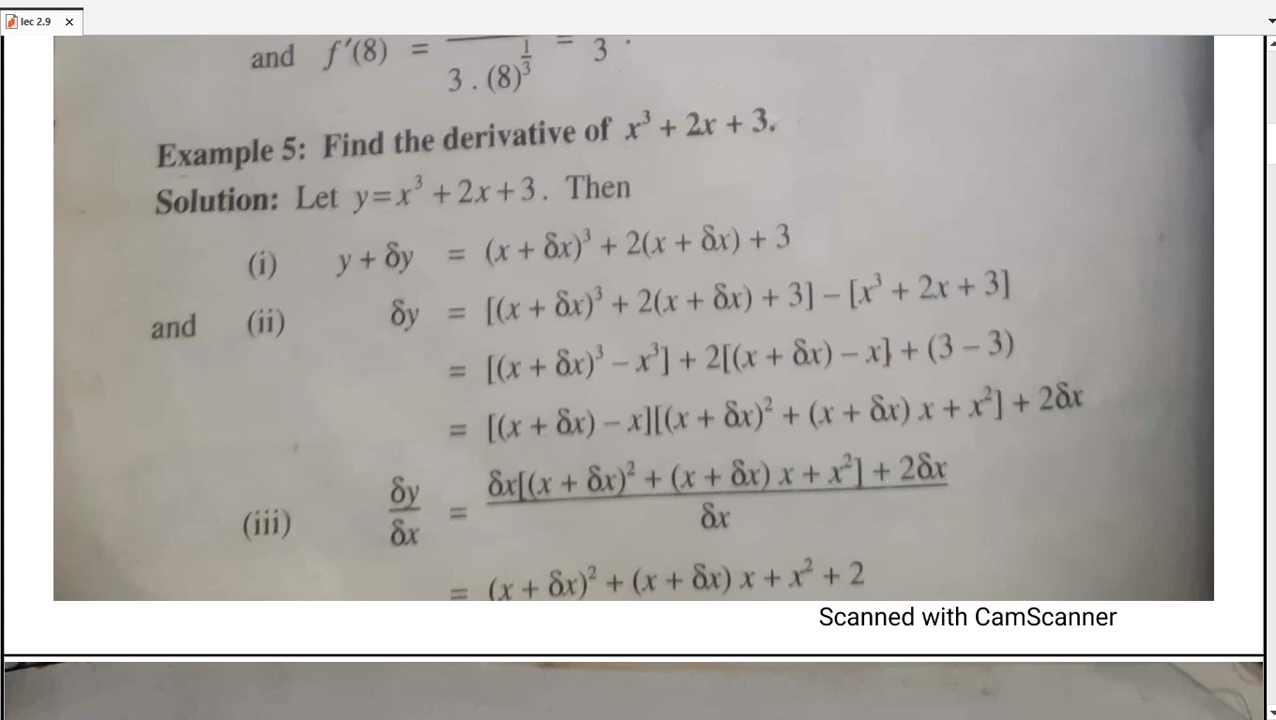 lec 2.9
and f′(8) = 3 . (8)^{1/3} = 3 .
Example 5: Find the derivative of x³ + 2x + 3.
Solution: Let y=x³ + 2x + 3 . Then
(i) y + δy = (x + δx)³ + 2(x + δx) + 3
and (ii) δy = [(x + δx)³ + 2(x + δx) + 3] – [x³ + 2x + 3]
= [(x + δx)³ – x³] + 2[(x + δx) – x] + (3 – 3)
= [(x + δx) – x][(x + δx)² + (x + δx) x + x²] + 2δx
(iii) δy/δx = δx[(x + δx)² + (x + δx) x + x²] + 2δx / δx
= (x + δx)² + (x + δx) x + x² + 2
Scanned with CamScanner